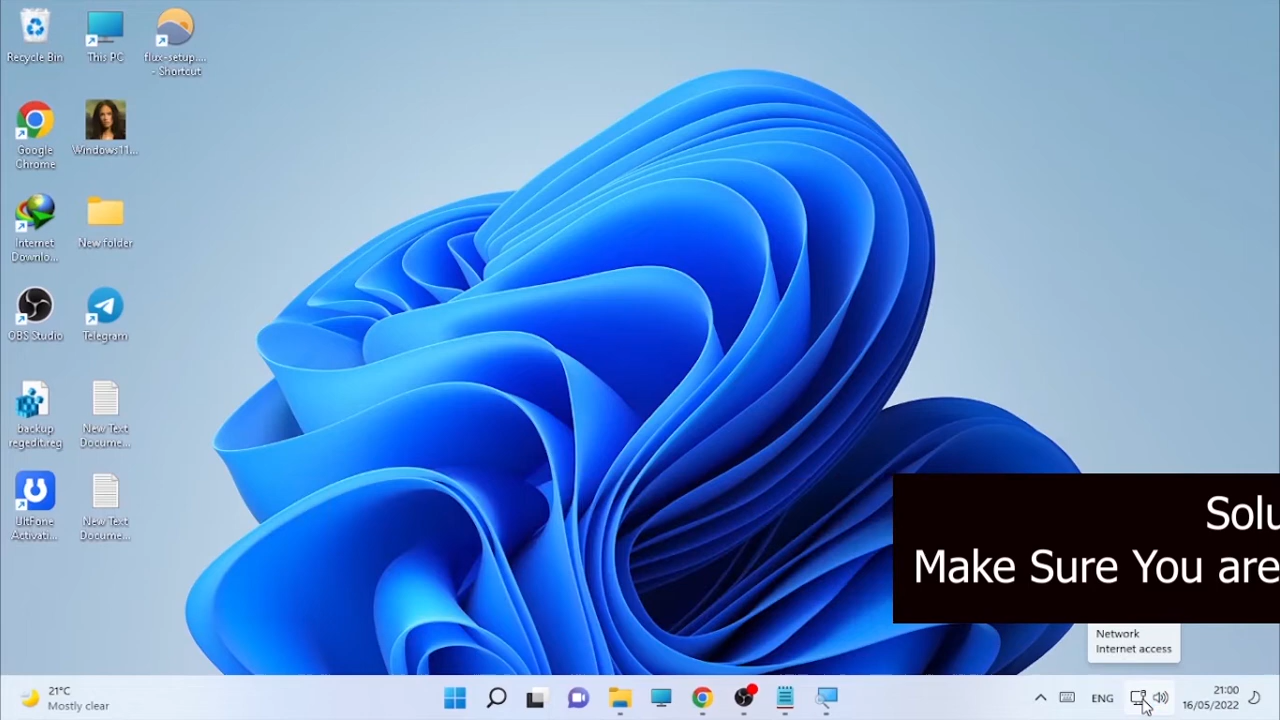 Recycle Bin
This PC
flux-setup....
- Shortcut
Google
Chrome
Windows11...
Internet
Downlo...
New folder
OBS Studio
Telegram
backup
regedit.reg
New Text
Docume...
UltFone
Activati...
New Text
Docume...
Solu
Make Sure You are
Network
Internet access
21°C
Mostly clear
ENG
21:00
16/05/2022